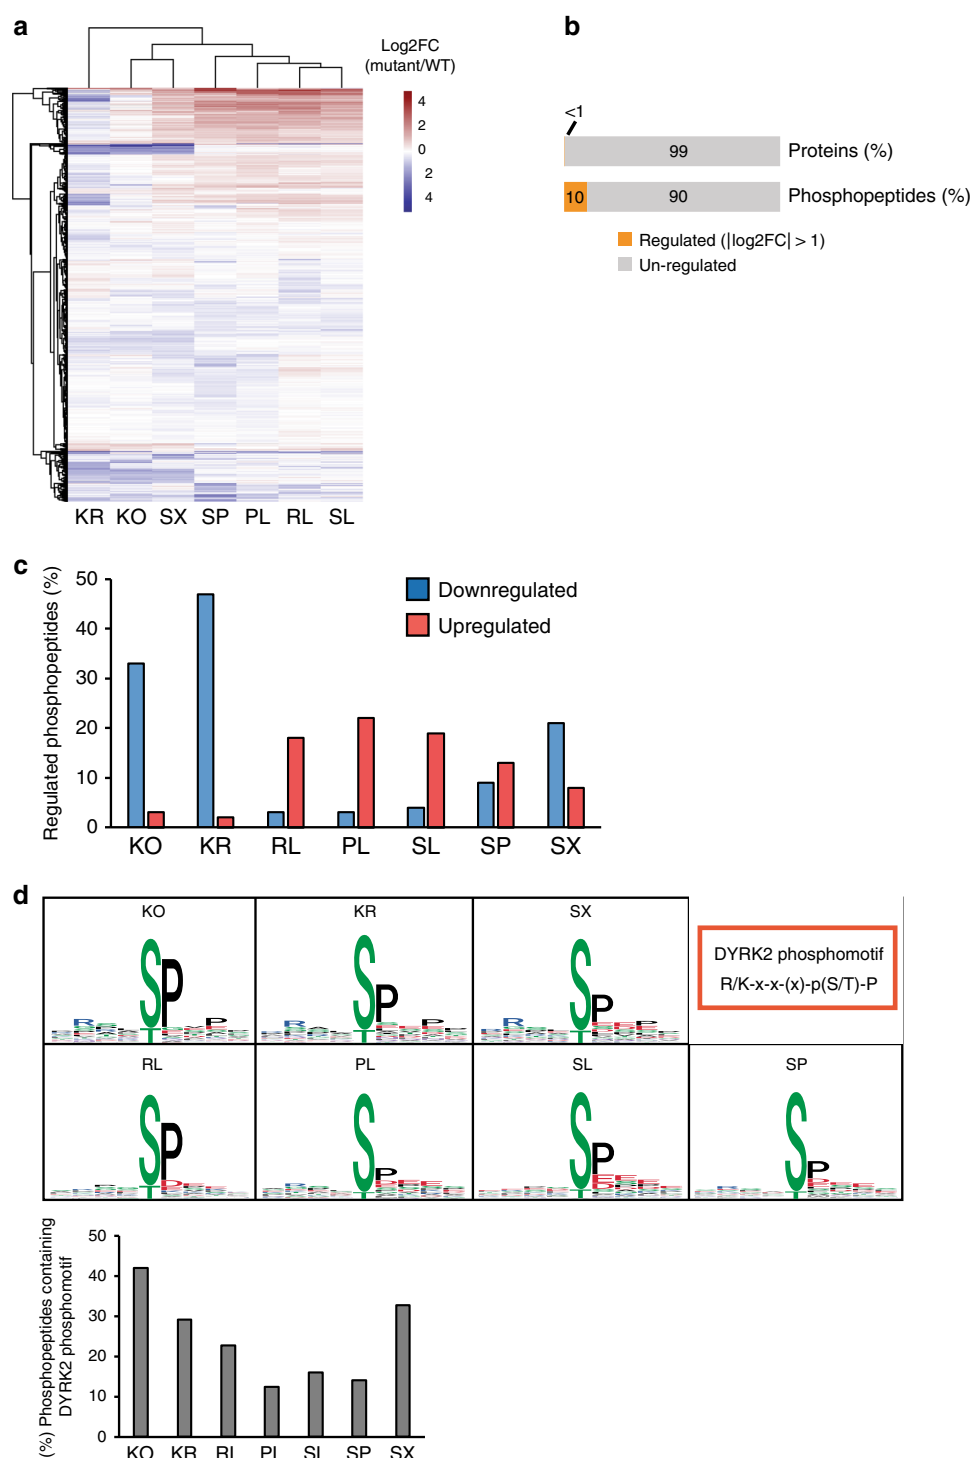 a
Log2FC
(mutant/WT)
4
2
0
2
4
KR KO SX SP PL RL SL
b
<1
99
Proteins (%)
10
90
Phosphopeptides (%)
Regulated (|log2FC| > 1)
Un-regulated
c
Regulated phosphopeptides (%)
50
40
30
20
10
0
Downregulated
Upregulated
KO KR RL PL SL SP SX
d
KO
KR
SX
DYRK2 phosphomotif
R/K-x-x-(x)-p(S/T)-P
RL
PL
SL
SP
(%) Phosphopeptides containing
DYRK2 phosphomotif
50
40
30
20
10
0
KO KR RL PL SL SP SX